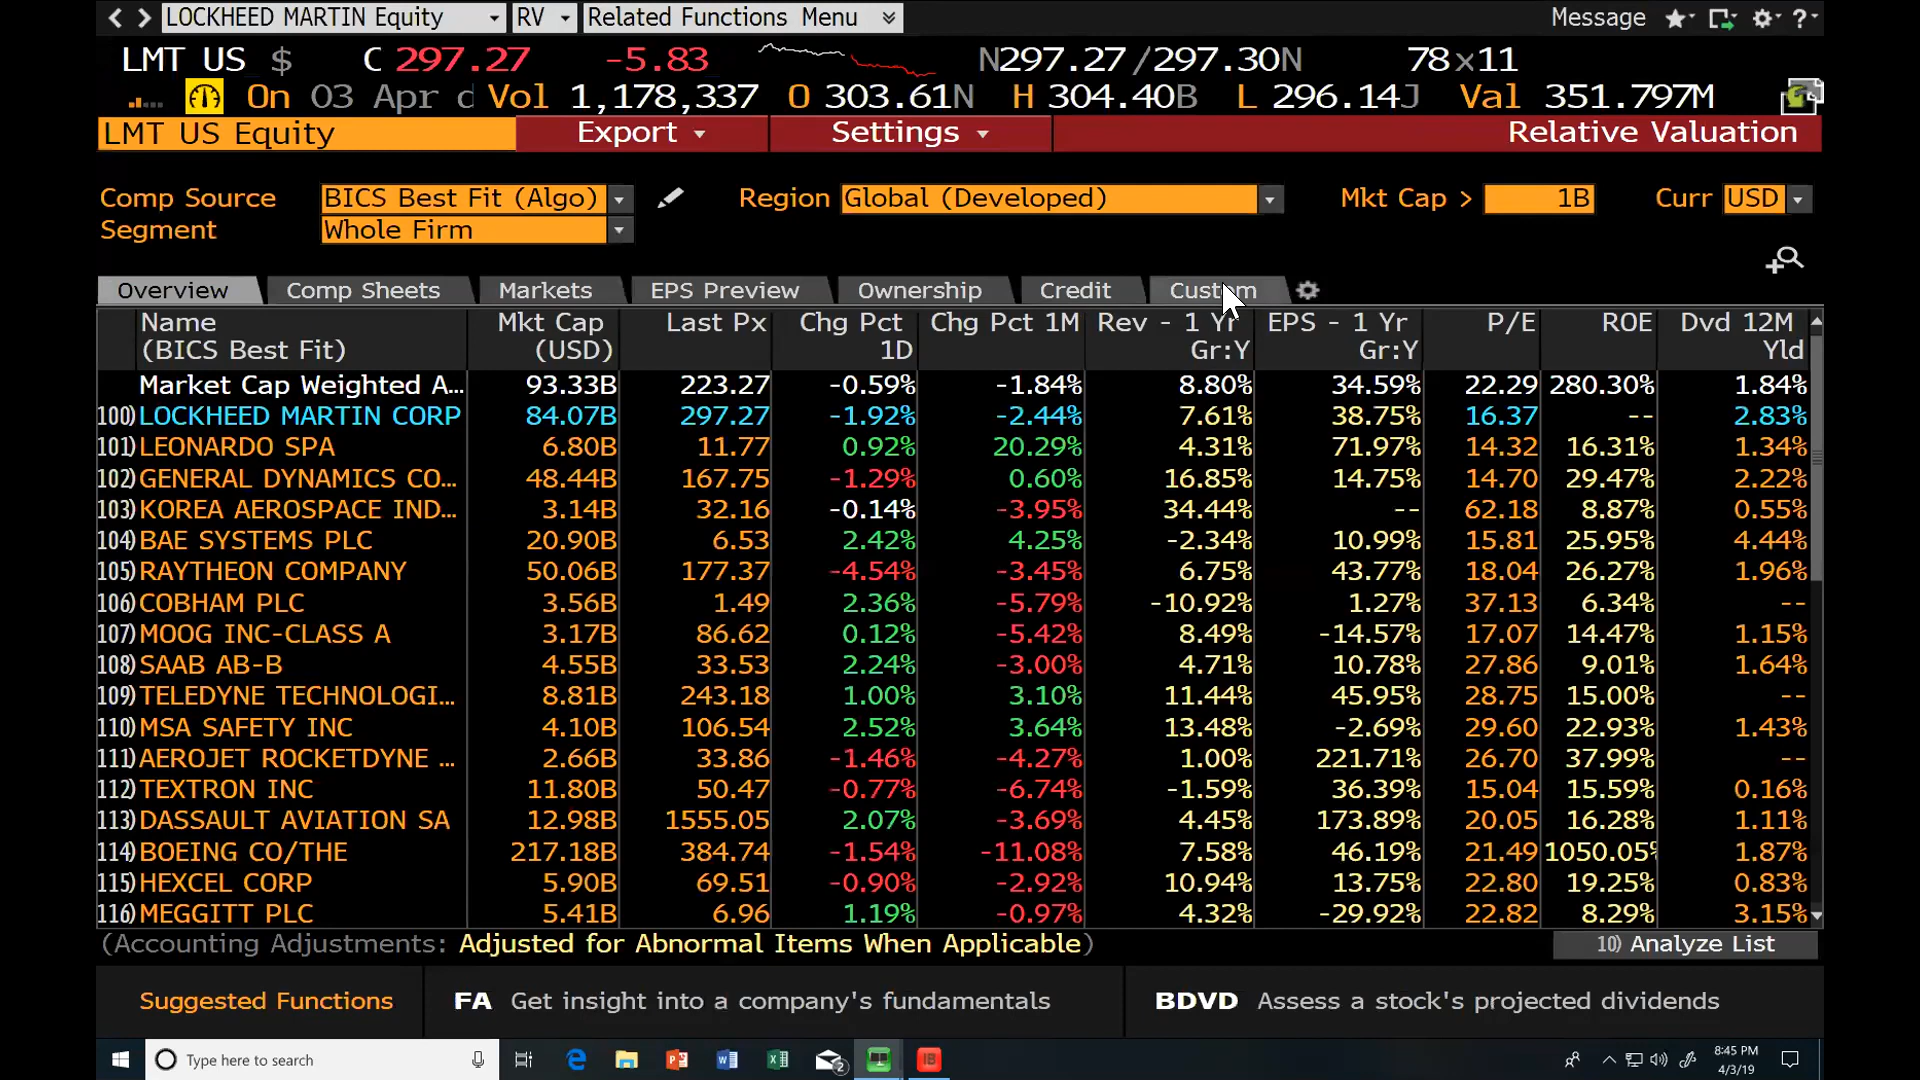 LOCKHEED MARTIN Equity RV Related Functions Menu Message ?
LMT US $ C 297.27 -5.83 N297.27/297.30N 78x11
On 03 Apr d Vol 1,178,337 O 303.61N H 304.40B L 296.14J Val 351.797M
LMT US Equity Export Settings Relative Valuation
Comp Source BICS Best Fit (Algo) Region Global (Developed) Mkt Cap > 1B Curr USD
Segment Whole Firm
Overview Comp Sheets Markets EPS Preview Ownership Credit Custom
Name Mkt Cap Last Px Chg Pct Chg Pct 1M Rev - 1 Yr EPS - 1 Yr P/E ROE Dvd 12M
(BICS Best Fit) (USD) 1D Gr:Y Gr:Y Yld
Market Cap Weighted A... 93.33B 223.27 -0.59% -1.84% 8.80% 34.59% 22.29 280.30% 1.84%
100) LOCKHEED MARTIN CORP 84.07B 297.27 -1.92% -2.44% 7.61% 38.75% 16.37 -- 2.83%
101) LEONARDO SPA 6.80B 11.77 0.92% 20.29% 4.31% 71.97% 14.32 16.31% 1.34%
102) GENERAL DYNAMICS CO... 48.44B 167.75 -1.29% 0.60% 16.85% 14.75% 14.70 29.47% 2.22%
103) KOREA AEROSPACE IND... 3.14B 32.16 -0.14% -3.95% 34.44% -- 62.18 8.87% 0.55%
104) BAE SYSTEMS PLC 20.90B 6.53 2.42% 4.25% -2.34% 10.99% 15.81 25.95% 4.44%
105) RAYTHEON COMPANY 50.06B 177.37 -4.54% -3.45% 6.75% 43.77% 18.04 26.27% 1.96%
106) COBHAM PLC 3.56B 1.49 2.36% -5.79% -10.92% 1.27% 37.13 6.34% --
107) MOOG INC-CLASS A 3.17B 86.62 0.12% -5.42% 8.49% -14.57% 17.07 14.47% 1.15%
108) SAAB AB-B 4.55B 33.53 2.24% -3.00% 4.71% 10.78% 27.86 9.01% 1.64%
109) TELEDYNE TECHNOLOGI... 8.81B 243.18 1.00% 3.10% 11.44% 45.95% 28.75 15.00% --
110) MSA SAFETY INC 4.10B 106.54 2.52% 3.64% 13.48% -2.69% 29.60 22.93% 1.43%
111) AEROJET ROCKETDYNE ... 2.66B 33.86 -1.46% -4.27% 1.00% 221.71% 26.70 37.99% --
112) TEXTRON INC 11.80B 50.47 -0.77% -6.74% -1.59% 36.39% 15.04 15.59% 0.16%
113) DASSAULT AVIATION SA 12.98B 1555.05 2.07% -3.69% 4.45% 173.89% 20.05 16.28% 1.11%
114) BOEING CO/THE 217.18B 384.74 -1.54% -11.08% 7.58% 46.19% 21.49 1050.05% 1.87%
115) HEXCEL CORP 5.90B 69.51 -0.90% -2.92% 10.94% 13.75% 22.80 19.25% 0.83%
116) MEGGITT PLC 5.41B 6.96 1.19% -0.97% 4.32% -29.92% 22.82 8.29% 3.15%
(Accounting Adjustments: Adjusted for Abnormal Items When Applicable) 10) Analyze List
Suggested Functions FA Get insight into a company's fundamentals BDVD Assess a stock's projected dividends
Type here to search 2 IB 8:45 PM
4/3/19